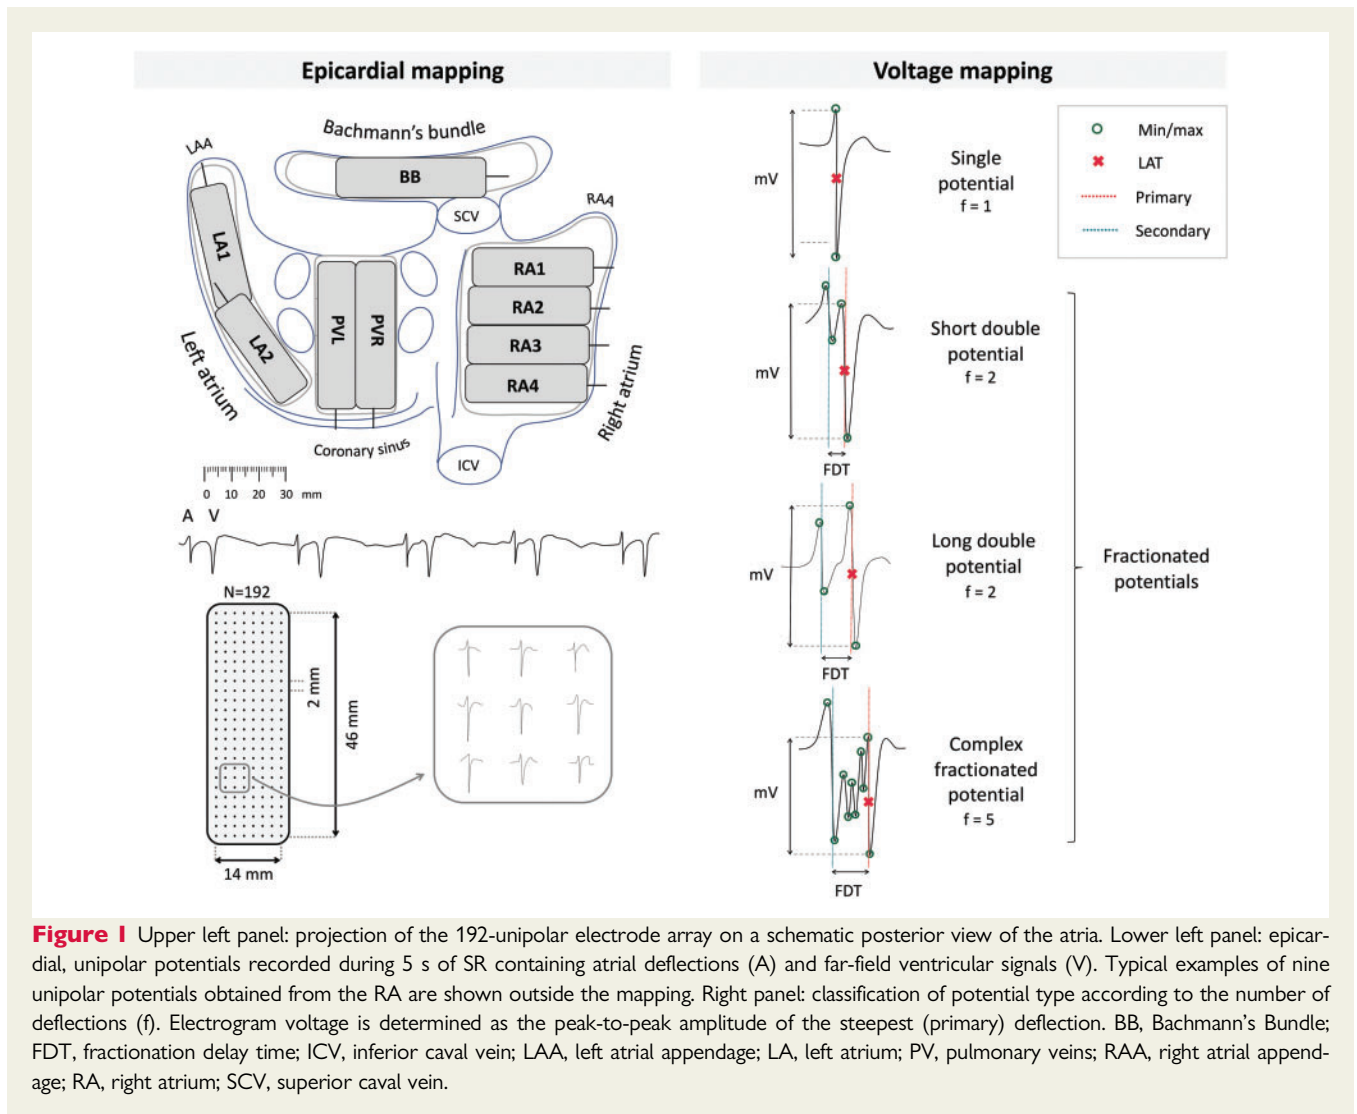 Epicardial mapping
Bachmann's bundle
LAA
BB
SCV
RAA
LA1
LA2
PVL
PVR
RA1
RA2
RA3
RA4
Left atrium
Right atrium
Coronary sinus
ICV
0 10 20 30 mm
A V
N=192
2 mm
46 mm
14 mm
Voltage mapping
Min/max
LAT
Primary
Secondary
mV
Single
potential
f = 1
mV
Short double
potential
f = 2
FDT
mV
Long double
potential
f = 2
FDT
mV
Complex
fractionated
potential
f = 5
FDT
Fractionated
potentials
Figure 1 Upper left panel: projection of the 192-unipolar electrode array on a schematic posterior view of the atria. Lower left panel: epicar-
dial, unipolar potentials recorded during 5 s of SR containing atrial deflections (A) and far-field ventricular signals (V). Typical examples of nine
unipolar potentials obtained from the RA are shown outside the mapping. Right panel: classification of potential type according to the number of
deflections (f). Electrogram voltage is determined as the peak-to-peak amplitude of the steepest (primary) deflection. BB, Bachmann's Bundle;
FDT, fractionation delay time; ICV, inferior caval vein; LAA, left atrial appendage; LA, left atrium; PV, pulmonary veins; RAA, right atrial append-
age; RA, right atrium; SCV, superior caval vein.